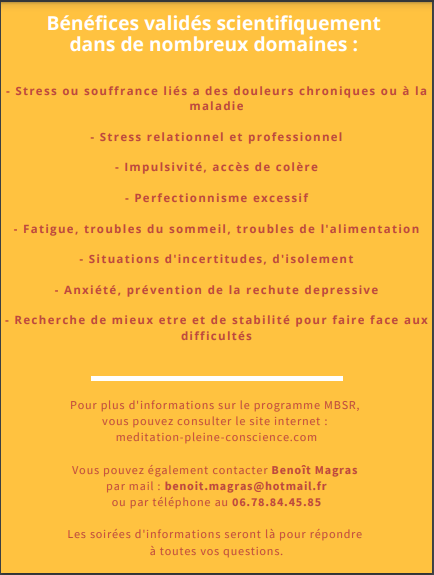 Bénéfices validés scientifiquement
dans de nombreux domaines :
- Stress ou souffrance liés a des douleurs chroniques ou à la
maladie
- Stress relationnel et professionnel
- Impulsivité, accès de colère
- Perfectionnisme excessif
- Fatigue, troubles du sommeil, troubles de l'alimentation
- Situations d'incertitudes, d'isolement
- Anxiété, prévention de la rechute depressive
- Recherche de mieux etre et de stabilité pour faire face aux
difficultés
Pour plus d'informations sur le programme MBSR,
vous pouvez consulter le site internet :
meditation-pleine-conscience.com
Vous pouvez également contacter Benoît Magras
par mail : benoit.magras@hotmail.fr
ou par téléphone au 06.78.84.45.85
Les soirées d'informations seront là pour répondre
à toutes vos questions.